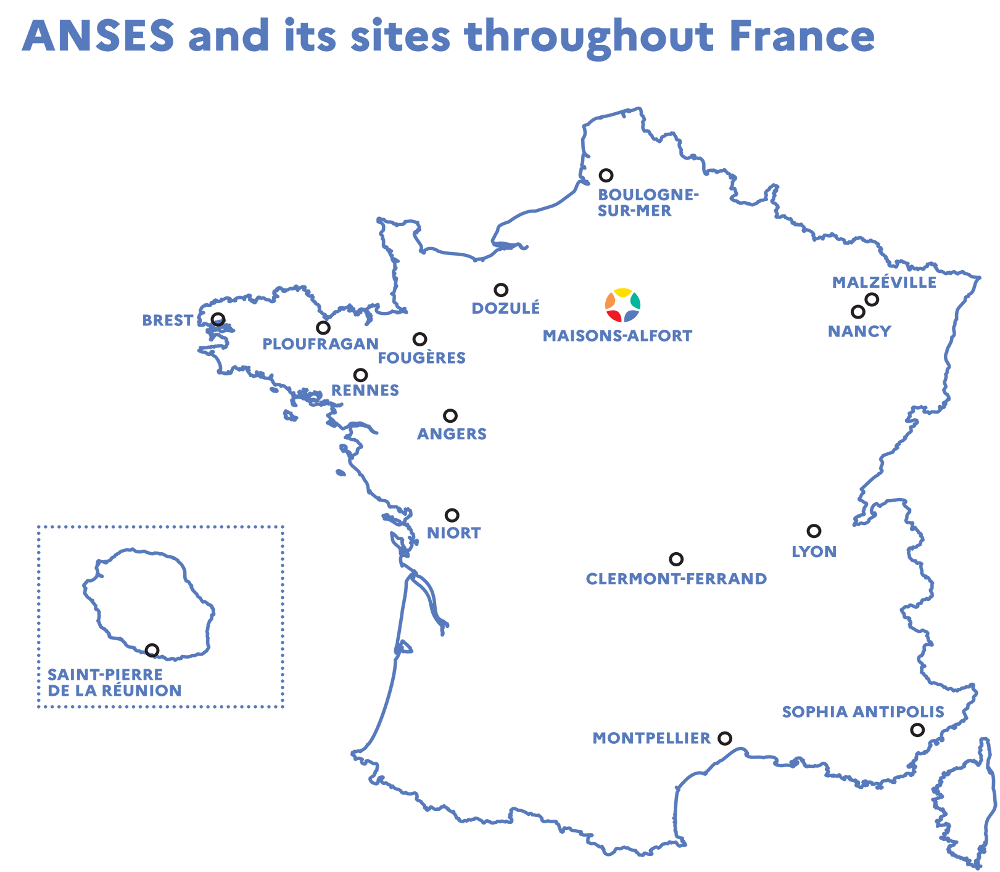 ANSES and its sites throughout France
BOULOGNE-
SUR-MER
MALZÉVILLE
DOZULÉ
BREST
NANCY
MAISONS-ALFORT
PLOUFRAGAN
FOUGÈRES
RENNES
ANGERS
NIORT
LYON
CLERMONT-FERRAND
SAINT-PIERRE
DE LA RÉUNION
SOPHIA ANTIPOLIS
MONTPELLIER